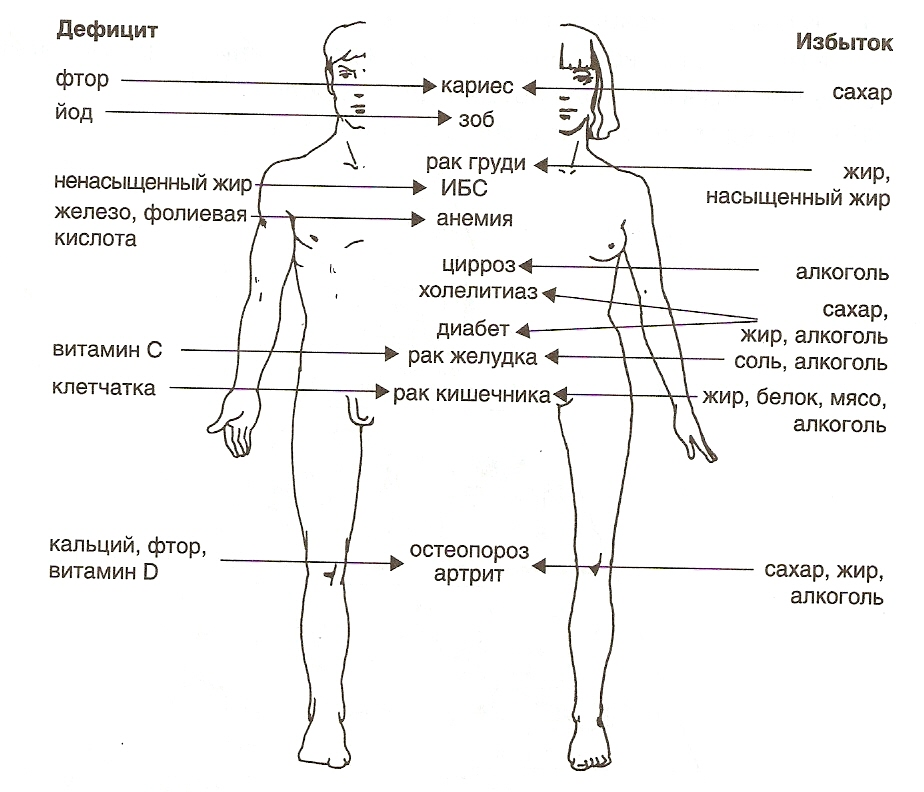 Дефицит
Избыток
фтор
кариес
сахар
йод
зоб
рак груди
жир,
насыщенный жир
ненасыщенный жир
ИБС
железо, фолиевая
кислота
анемия
цирроз
алкоголь
холелитиаз
сахар,
жир, алкоголь
диабет
витамин С
рак желудка
соль, алкоголь
клетчатка
рак кишечника
жир, белок, мясо,
алкоголь
кальций, фтор,
витамин D
остеопороз
артрит
сахар, жир,
алкоголь